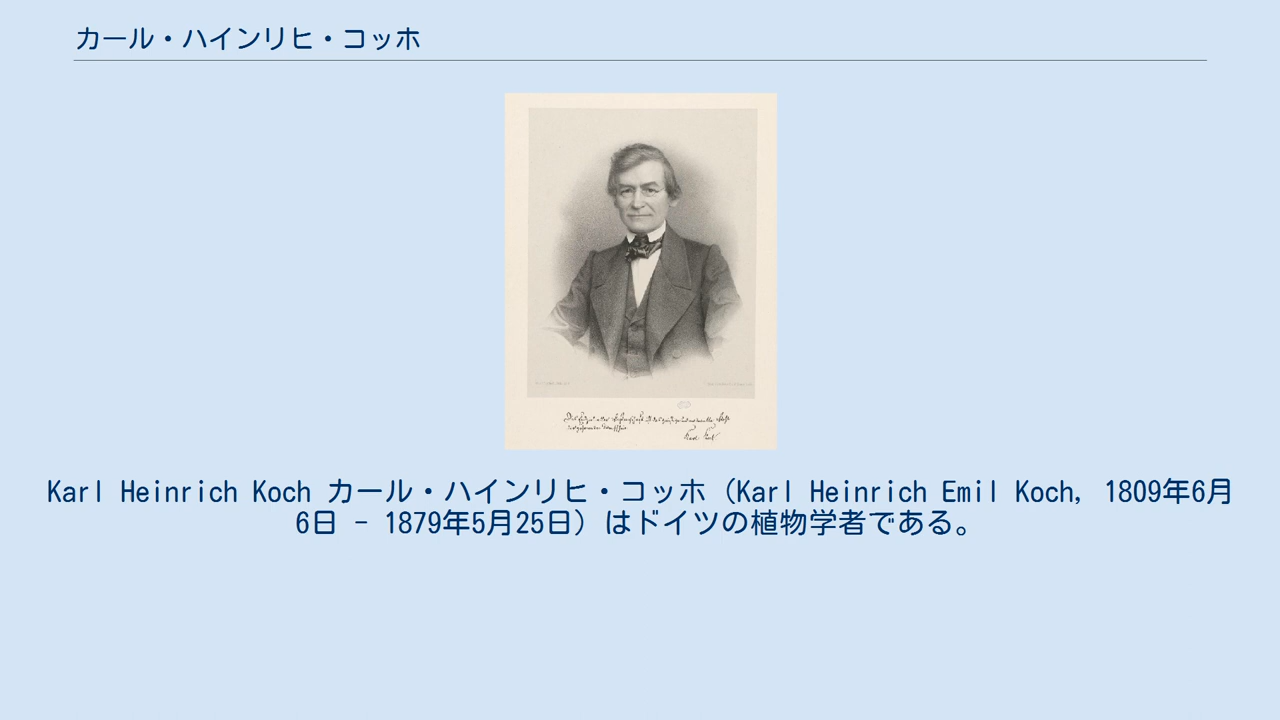 カール・ハインリヒ・コッホ
Karl Heinrich Koch カール・ハインリヒ・コッホ（Karl Heinrich Emil Koch, 1809年6月
6日 - 1879年5月25日）はドイツの植物学者である。